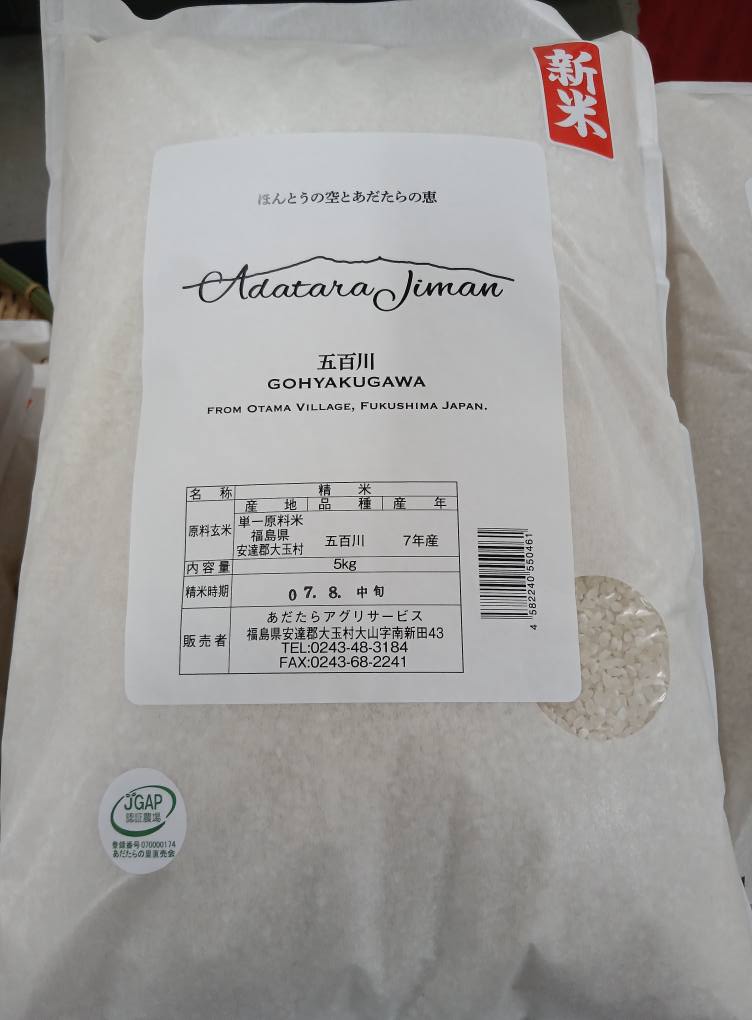 新米
ほんとうの空とあだたらの恵
Adatara Jiman
五百川
GOHYAKUGAWA
FROM OTAMA VILLAGE, FUKUSHIMA JAPAN.
名称 精米
原料玄米 産地 品種 産年
単一原料米
福島県
安達郡大玉村 五百川 7年産
内容量 5kg
精米時期 07. 8. 中旬
販売者 あだたらアグリサービス
福島県安達郡大玉村大山字南新田43
TEL:0243-48-3184
FAX:0243-68-2241
4 582240 550461
JGAP
認証農場
登録番号 070000174
あだたらの里直売会